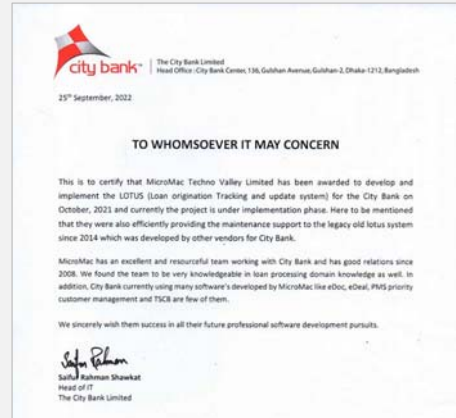 city bank
The City Bank Limited
Head Office : City Bank Center, 136, Gulshan Avenue, Gulshan-2, Dhaka-1212, Bangladesh
25th September, 2022
TO WHOMSOEVER IT MAY CONCERN
This is to certify that MicroMac Techno Valley Limited has been awarded to develop and
implement the LOTUS (Loan origination Tracking and update system) for the City Bank on
October, 2021 and currently the project is under implementation phase. Here to be mentioned
that they were also efficiently providing the maintenance support to the legacy old lotus system
since 2014 which was developed by other vendors for City Bank.
MicroMac has an excellent and resourceful team working with City Bank and has good relations since
2008. We found the team to be very knowledgeable in loan processing domain knowledge as well. In
addition, City Bank currently using many software's developed by MicroMac like eDoc, eDeal, PMS priority
customer management and TSCB are few of them.
We sincerely wish them success in all their future professional software development pursuits.
Saifur Rahman
Saifur Rahman Shawkat
Head of IT
The City Bank Limited